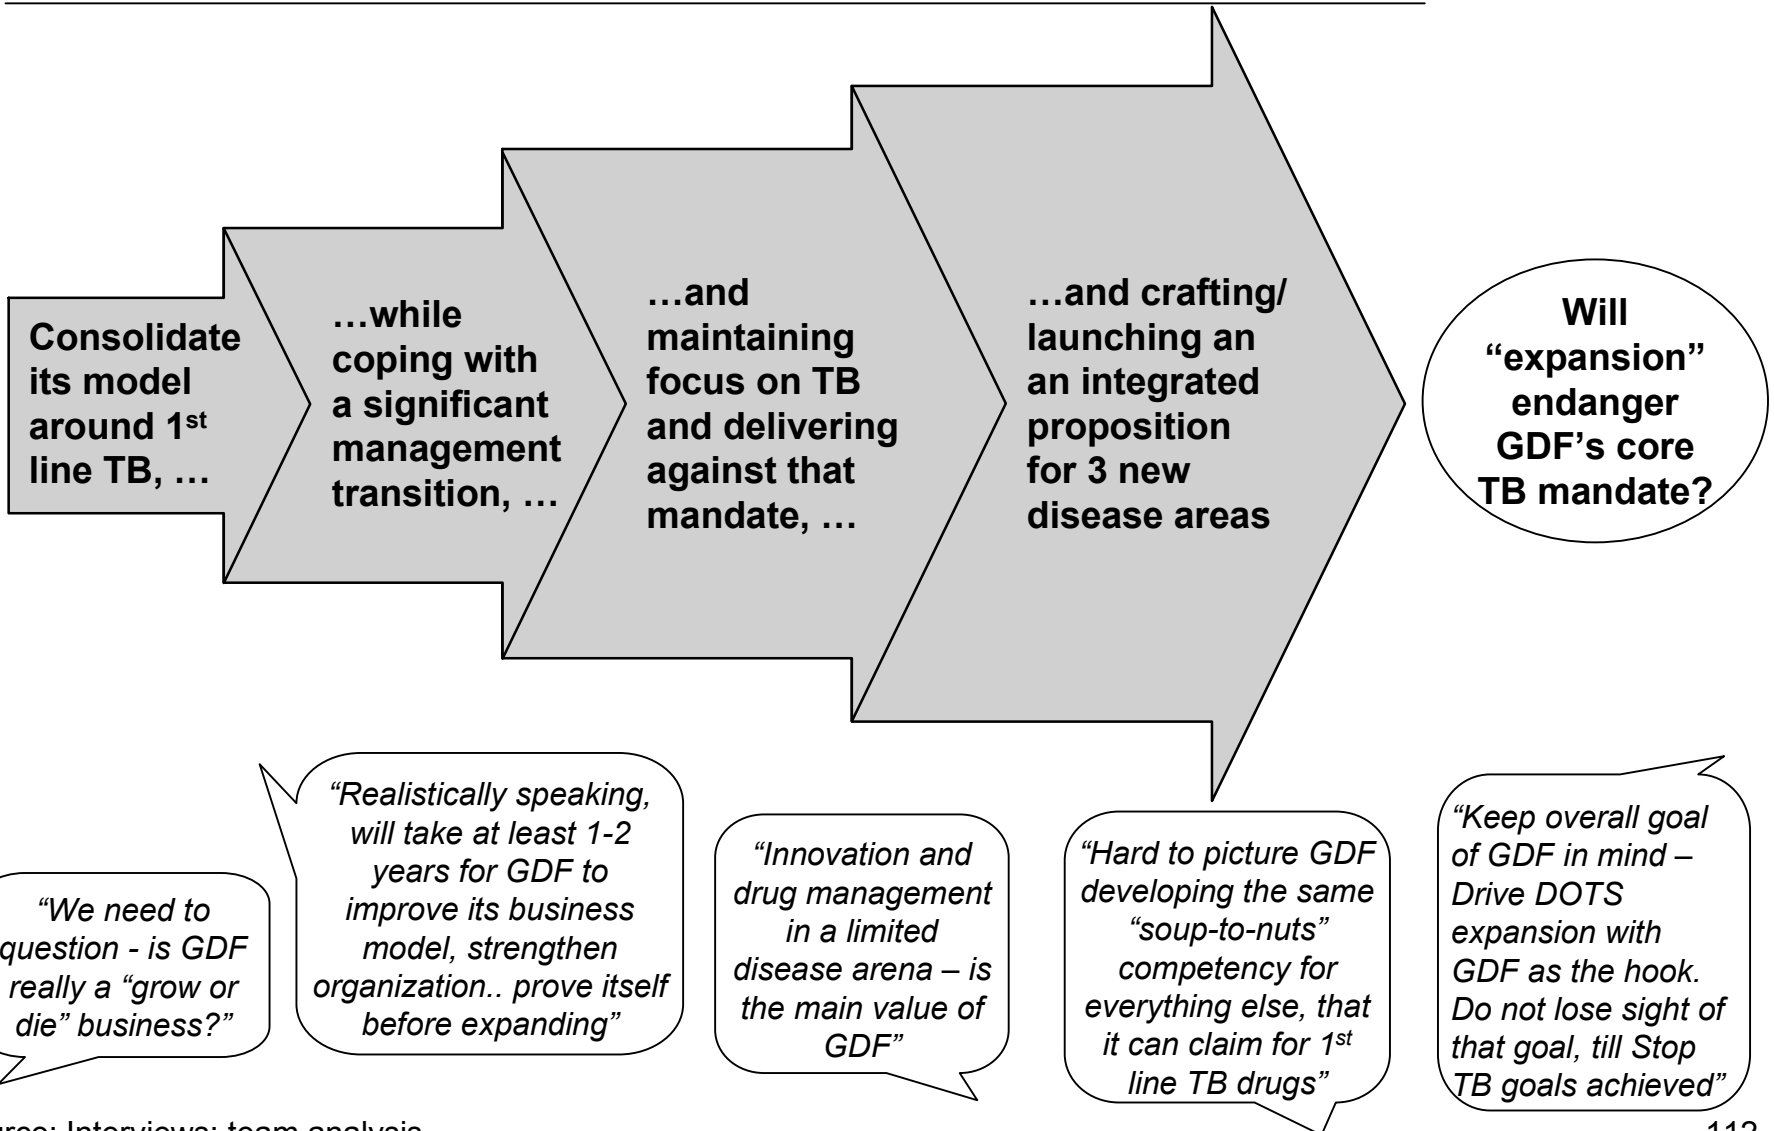 Consolidate
its model
around 1st
line TB, …
…while
coping with
a significant
management
transition, …
…and
maintaining
focus on TB
and delivering
against that
mandate, …
…and crafting/
launching an
an integrated
proposition
for 3 new
disease areas
Will
“expansion”
endanger
GDF’s core
TB mandate?
“We need to
question - is GDF
really a “grow or
die” business?”
“Realistically speaking,
will take at least 1-2
years for GDF to
improve its business
model, strengthen
organization.. prove itself
before expanding”
“Innovation and
drug management
in a limited
disease arena – is
the main value of
GDF”
“Hard to picture GDF
developing the same
“soup-to-nuts”
competency for
everything else, that
it can claim for 1st
line TB drugs”
“Keep overall goal
of GDF in mind –
Drive DOTS
expansion with
GDF as the hook.
Do not lose sight of
that goal, till Stop
TB goals achieved”
Interviews; team analysis